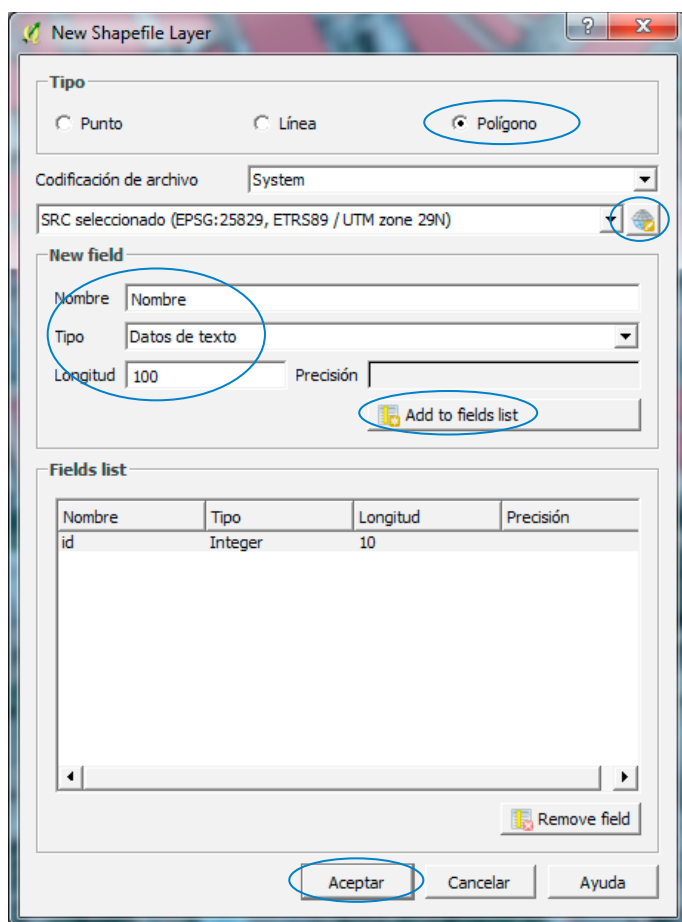 New Shapefile Layer
? X
Tipo
Punto Línea Polígono
Codificación de archivo System
SRC seleccionado (EPSG:25829, ETRS89 / UTM zone 29N)
New field
Nombre Nombre
Tipo Datos de texto
Longitud 100 Precisión
Add to fields list
Fields list
Nombre Tipo Longitud Precisión
id Integer 10
Remove field
Aceptar Cancelar Ayuda